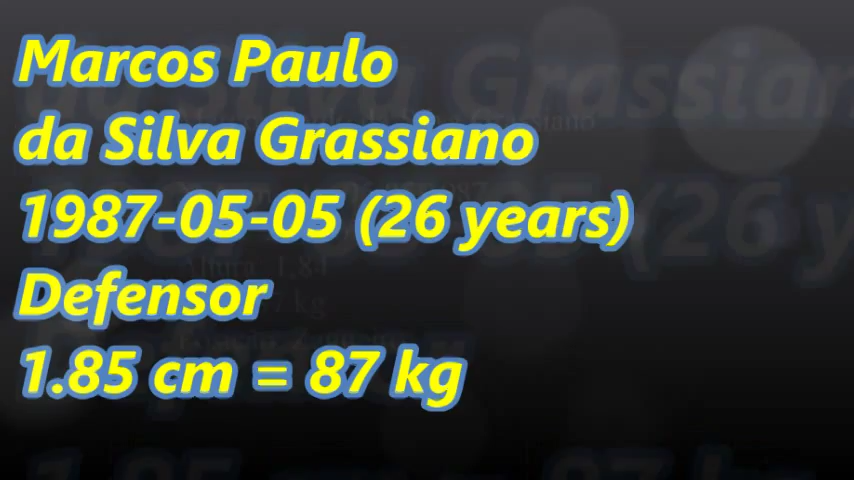 Marcos Paulo
da Silva Grassiano
1987-05-05 (26 years)
Defensor
1.85 cm = 87 kg